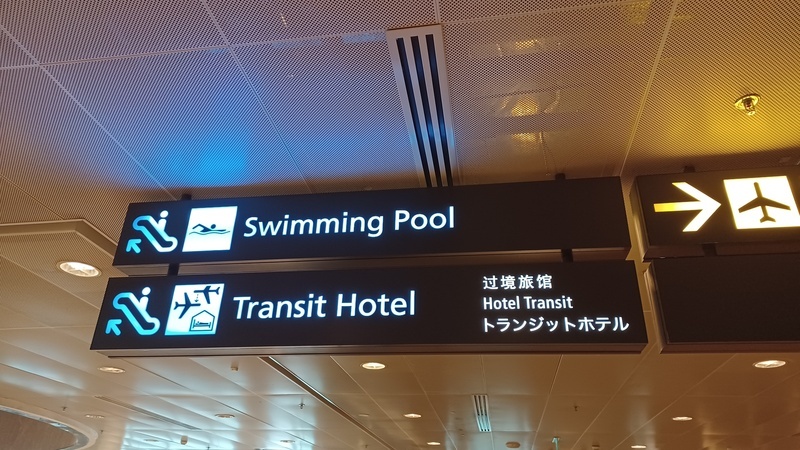 Swimming Pool
Transit Hotel
过境旅馆
Hotel Transit
トランジットホテル